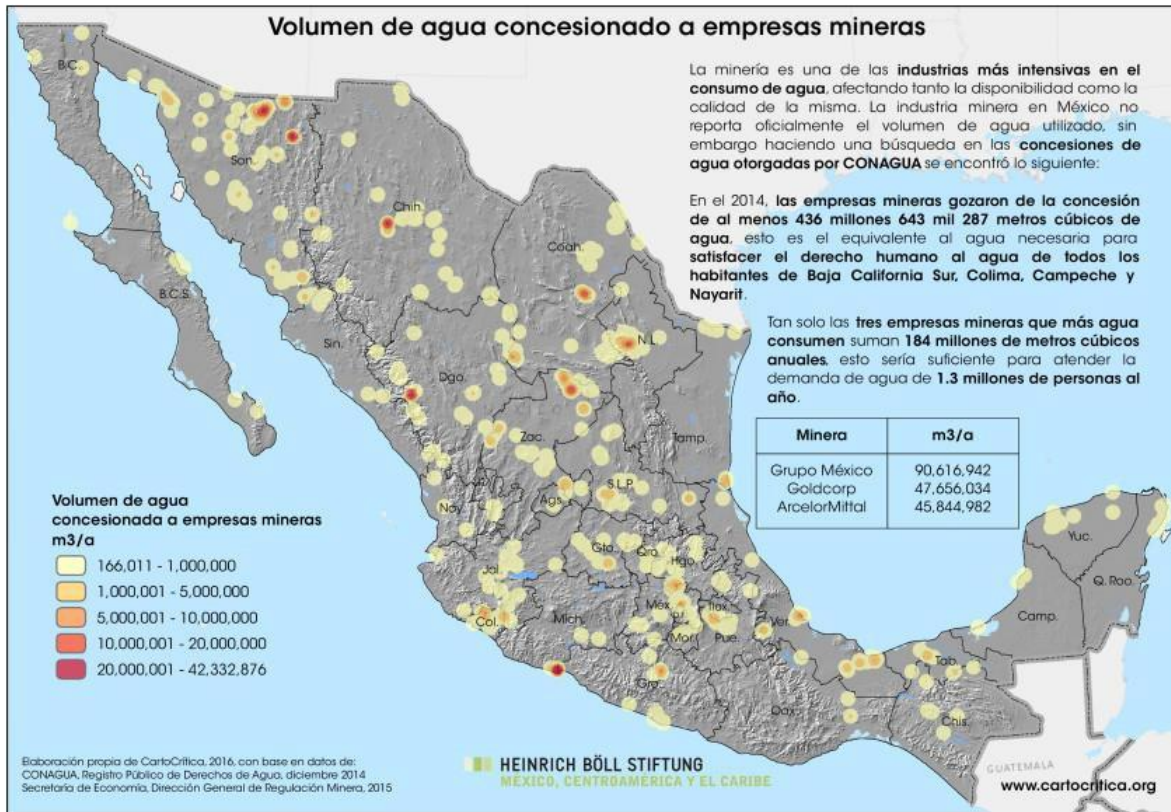 Volumen de agua concesionado a empresas mineras
La minería es una de las industrias más intensivas en el
consumo de agua, afectando tanto la disponibilidad como la
calidad de la misma. La industria minera en México no
reporta oficialmente el volumen de agua utilizado, sin
embargo haciendo una búsqueda en las concesiones de
agua otorgadas por CONAGUA se encontró lo siguiente:
En el 2014, las empresas mineras gozaron de la concesión
de al menos 436 millones 643 mil 287 metros cúbicos de
agua, esto es el equivalente al agua necesaria para
satisfacer el derecho humano al agua de todos los
habitantes de Baja California Sur, Colima, Campeche y
Nayarit.
Tan solo las tres empresas mineras que más agua
consumen suman 184 millones de metros cúbicos
anuales, esto sería suficiente para atender la
demanda de agua de 1.3 millones de personas al
año.
Minera m3/a
Grupo México 90,616,942
Goldcorp 47,656,034
ArcelorMittal 45,844,982
B.C.
Son.
Chih.
Coah.
B.C.S.
Sin.
Dgo.
N.L.
Zac.
Tamp.
S.L.P.
Ags.
Nay.
Gto.
Qro.
Hgo.
Jal.
Col.
Mich.
Méx.
D.F.
Tlax.
Mor.
Pue.
Ver.
Gro.
Oax.
Tab.
Chis.
Camp.
Yuc.
Q. Roo.
GUATEMALA
Volumen de agua
concesionada a empresas mineras
m3/a
166,011 - 1,000,000
1,000,001 - 5,000,000
5,000,001 - 10,000,000
10,000,001 - 20,000,000
20,000,001 - 42,332,876
Elaboración propia de CartoCrítica, 2016, con base en datos de:
CONAGUA, Registro Público de Derechos de Agua, diciembre 2014
Secretaría de Economía, Dirección General de Regulación Minera, 2015
HEINRICH BÖLL STIFTUNG
MÉXICO, CENTROAMÉRICA Y EL CARIBE
www.cartocritica.org